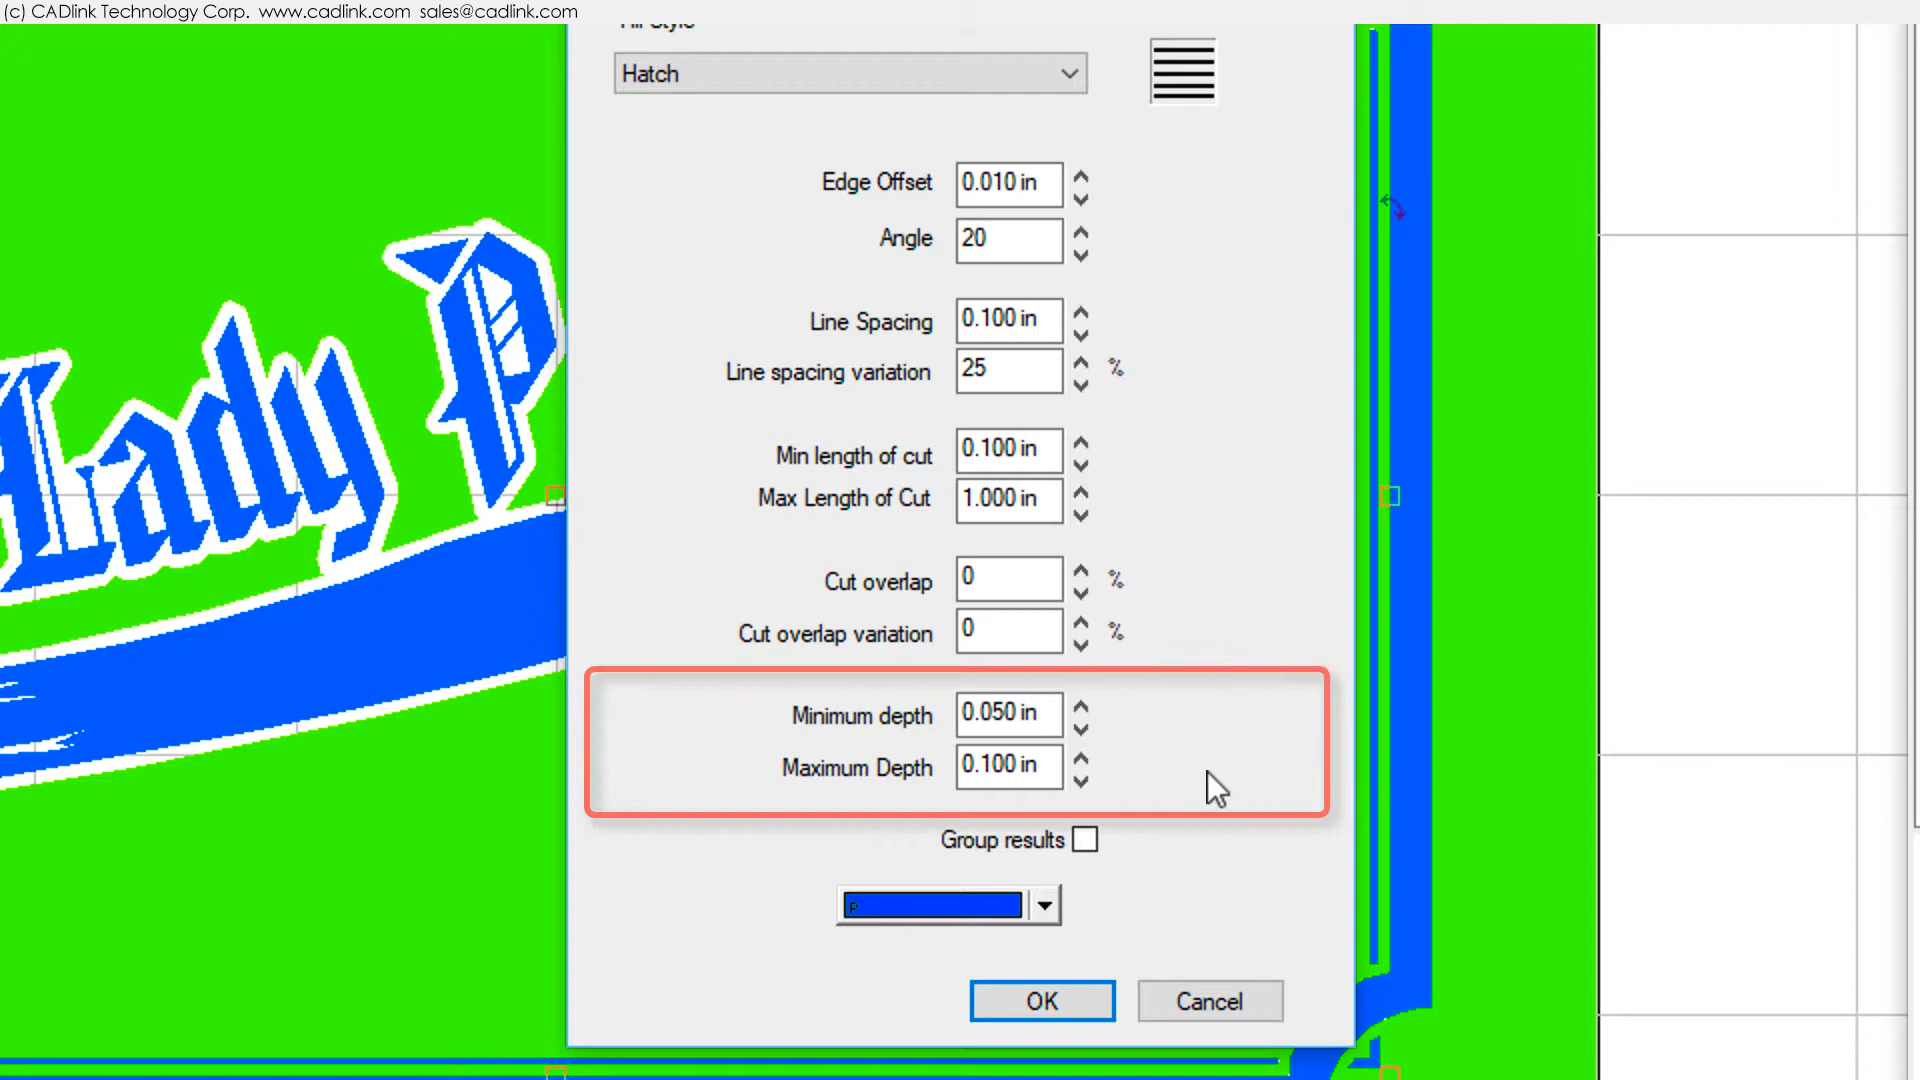 (c) CADlink Technology Corp. www.cadlink.com sales@cadlink.com
Fill Style
Hatch
Edge Offset 0.010 in
Angle 20
Line Spacing 0.100 in
Line spacing variation 25 %
Min length of cut 0.100 in
Max Length of Cut 1.000 in
Cut overlap 0 %
Cut overlap variation 0 %
Minimum depth 0.050 in
Maximum Depth 0.100 in
Group results
P
OK Cancel
Lady P